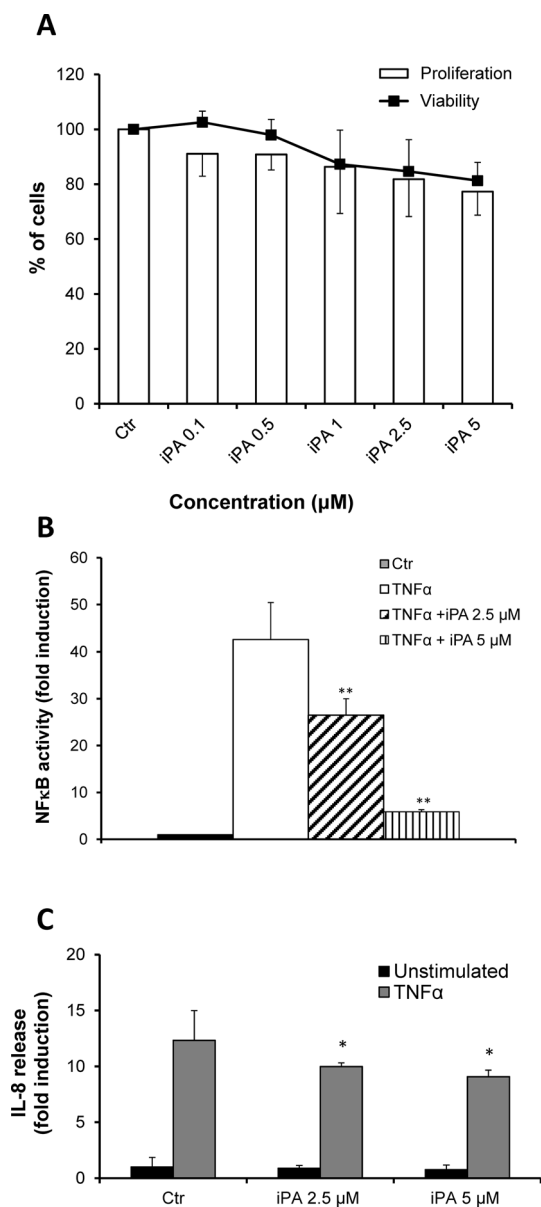 A
120
100
80
60
40
20
0
% of cells
Proliferation
Viability
Ctr
iPA 0.1
iPA 0.5
iPA 1
iPA 2.5
iPA 5
Concentration (µM)
B
60
50
40
30
20
10
0
NFκB activity (fold induction)
Ctr
TNFα
TNFα +iPA 2.5 µM
TNFα + iPA 5 µM
**
**
C
20
15
10
5
0
IL-8 release
(fold induction)
Unstimulated
TNFα
*
*
Ctr
iPA 2.5 µM
iPA 5 µM